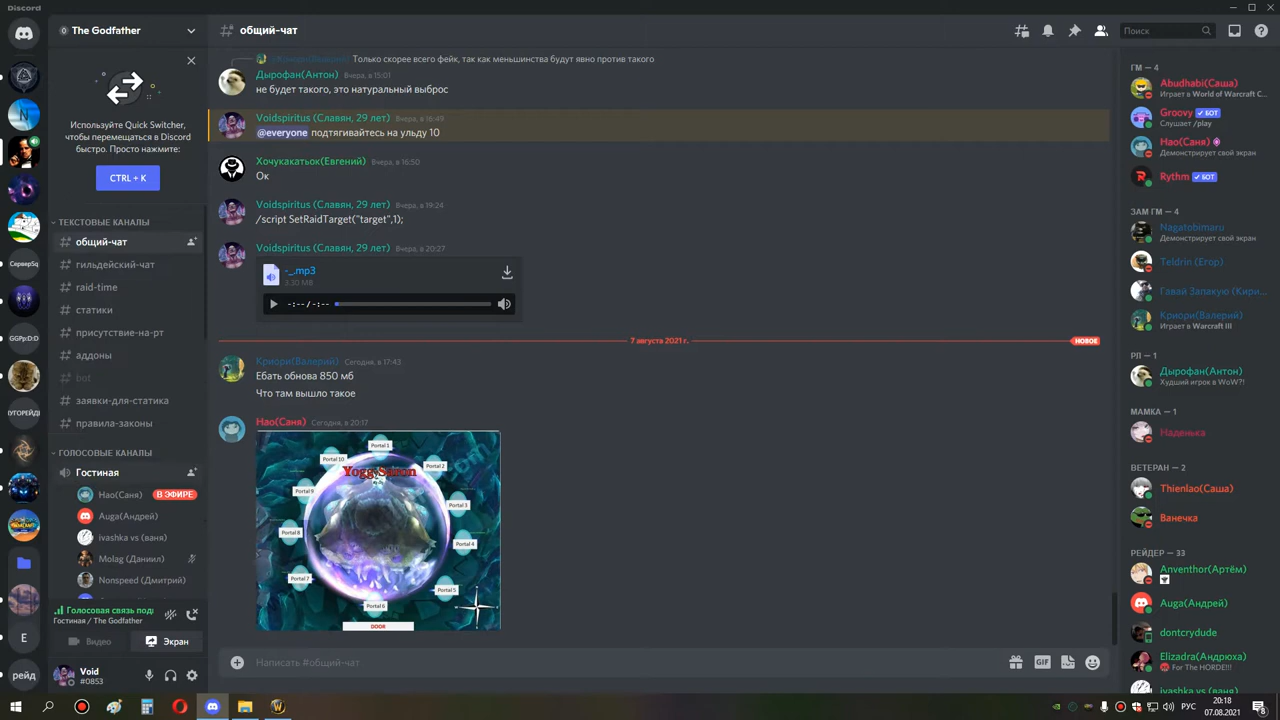 Discord
The Godfather
общий-чат
Поиск
Используйте Quick Switcher,
чтобы перемещаться в Discord
быстро. Просто нажмите:
CTRL + K
ТЕКСТОВЫЕ КАНАЛЫ
общий-чат
гильдейский-чат
raid-time
статики
присутствие-на-рт
аддоны
bot
заявки-для-статика
правила-законы
ГОЛОСОВЫЕ КАНАЛЫ
Гостиная
Нао(Саня) В ЭФИРЕ
Auga(Андрей)
ivashka vs (ваня)
Molag (Даниил)
Nonspeed (Дмитрий)
Голосовая связь под
Гостиная / The Godfather
Видео
Экран
Void
#0853
СерверSq
GGPp:D:D
УГОРЕЙД
E
рейд
Только скорее всего фейк, так как меньшинства будут явно против такого
Дырофан(Антон) Вчера, в 15:01
не будет такого, это натуральный выброс
Voidspiritus (Славян, 29 лет) Вчера, в 16:49
@everyone подтягивайтесь на ульду 10
Хочукакатьок(Евгений) Вчера, в 16:50
Ок
Voidspiritus (Славян, 29 лет) Вчера, в 19:24
/script SetRaidTarget("target",1);
Voidspiritus (Славян, 29 лет) Вчера, в 20:27
-_.mp3
3.30 MB
-:--/-:--
7 августа 2021 г.
НОВОЕ
Криори(Валерий) Сегодня, в 17:43
Ебать обнова 850 мб
Что там вышло такое
Нао(Саня) Сегодня, в 20:17
Portal 1
Portal 10
YoggSaron
Portal 2
Portal 9
Portal 3
Portal 8
Portal 4
Portal 7
Portal 5
Portal 6
DOOR
Написать #общий-чат
GIF
ГМ — 4
Abudhabi(Саша)
Играет в World of Warcraft C...
Groovy ✓ БОТ
Слушает /play
Нао(Саня)
Демонстрирует свой экран
Rythm ✓ БОТ
ЗАМ ГМ — 4
Nagatobimaru
Демонстрирует свой экран
Teldrin (Егор)
Гавай Запакую (Кири...
Криори(Валерий)
Играет в Warcraft III
РЛ — 1
Дырофан(Антон)
Худший игрок в WoW?!
МАМКА — 1
Наденька
ВЕТЕРАН — 2
Thienlao(Саша)
Ванечка
РЕЙДЕР — 33
Anventhor(Артём)
Auga(Андрей)
dontcrydude
Elizadra(Андрюха)
For The HORDE!!!
ivashka vs (ваня)
РУС
20:18
07.08.2021